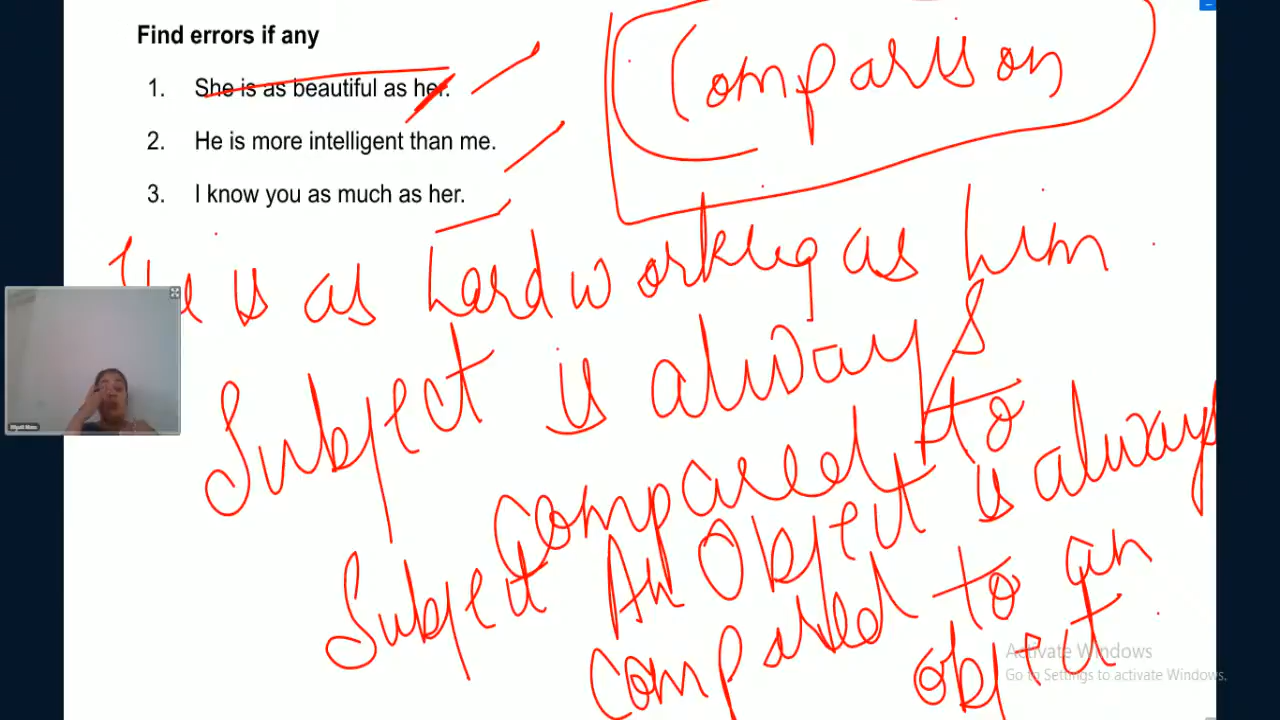 Find errors if any
1. She is as beautiful as her.
2. He is more intelligent than me.
3. I know you as much as her.
Comparison
He is as hardworking as him.
Subject is always
compared to
Subject An Object is always
compared to an
object.
Activate Windows
Go to Settings to activate Windows.